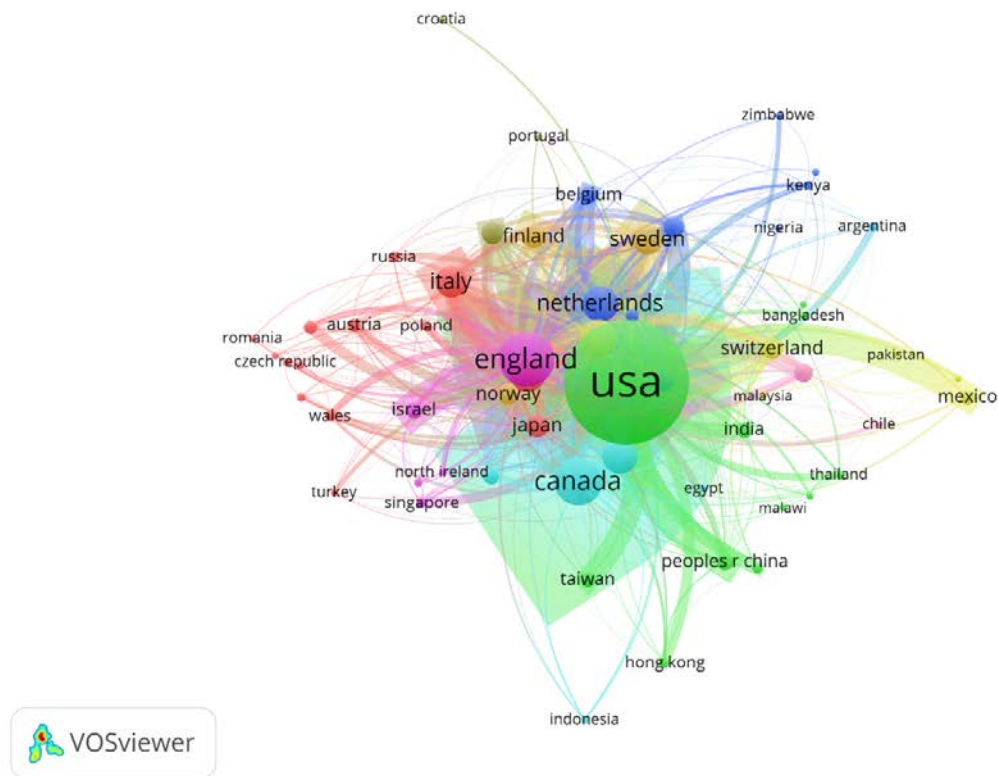 croatia
zimbabwe
portugal
belgium
kenya
nigeria
argentina
finland
sweden
russia
italy
netherlands
bangladesh
austria
poland
romania
switzerland
pakistan
england
czech republic
usa
norway
malaysia
mexico
israel
wales
japan
india
chile
north ireland
thailand
canada
egypt
turkey
singapore
malawi
peoples r china
taiwan
hong kong
indonesia
VOSviewer